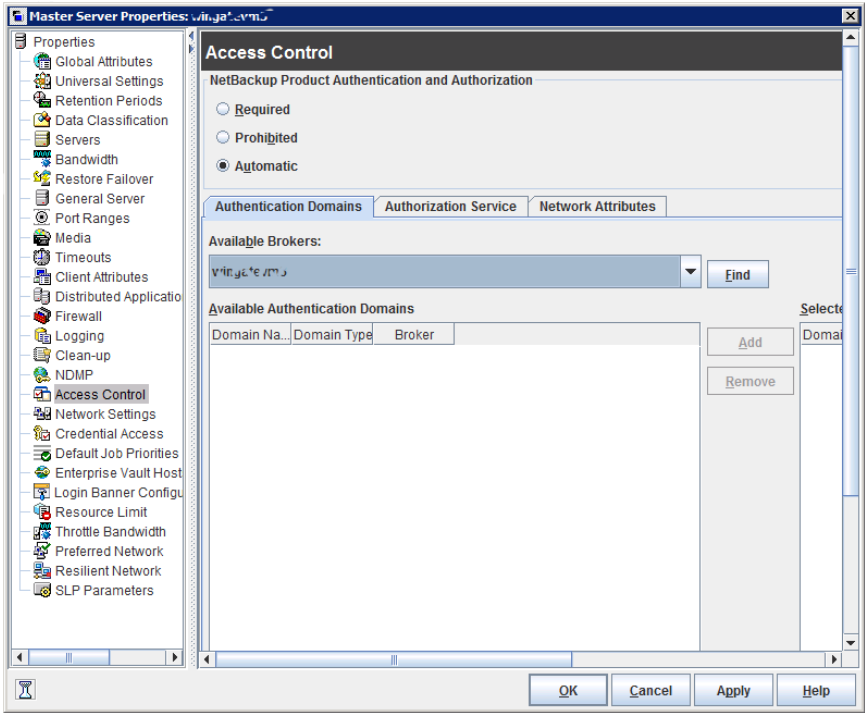 Master Server Properties:
Properties
Global Attributes
Universal Settings
Retention Periods
Data Classification
Servers
Bandwidth
Restore Failover
General Server
Port Ranges
Media
Timeouts
Client Attributes
Distributed Applicatio
Firewall
Logging
Clean-up
NDMP
Access Control
Network Settings
Credential Access
Default Job Priorities
Enterprise Vault Host
Login Banner Configu
Resource Limit
Throttle Bandwidth
Preferred Network
Resilient Network
SLP Parameters
Access Control
NetBackup Product Authentication and Authorization
Required
Prohibited
Automatic
Authentication Domains Authorization Service Network Attributes
Available Brokers:
Find
Available Authentication Domains Selecte
Domain Na... Domain Type Broker Domai
Add
Remove
OK Cancel Apply Help